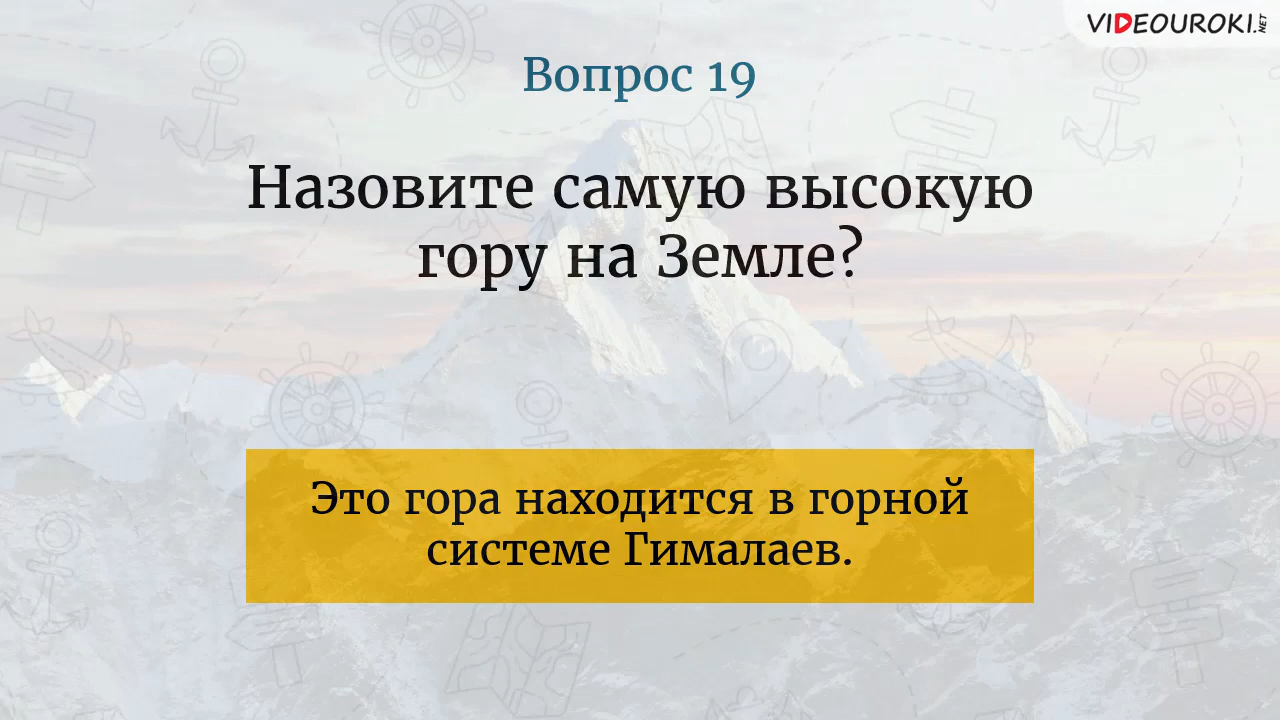 VIDEOUROKI.NET
Вопрос 19
Назовите самую высокую
гору на Земле?
Это гора находится в горной
системе Гималаев.